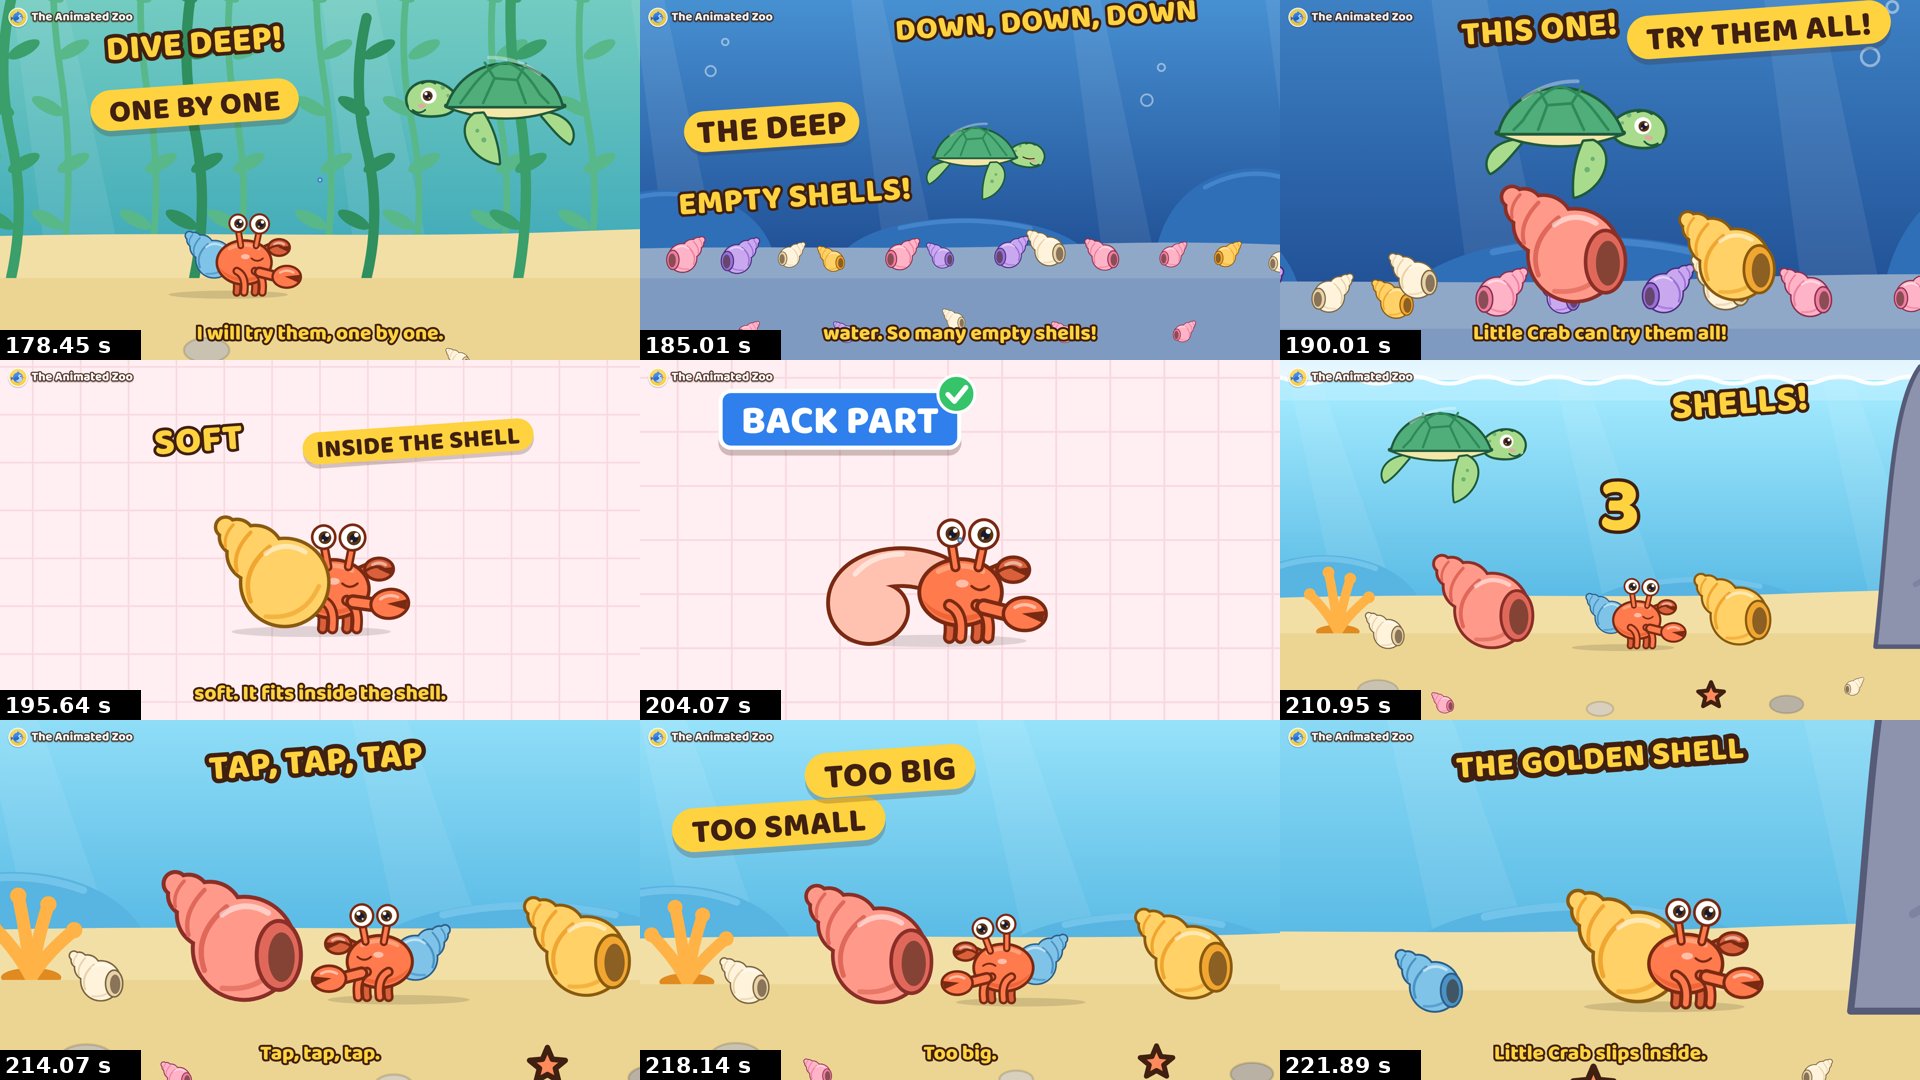 The Animated Zoo
DIVE DEEP!
ONE BY ONE
I will try them, one by one.
178.45 s
The Animated Zoo
DOWN, DOWN, DOWN
THE DEEP
EMPTY SHELLS!
water. So many empty shells!
185.01 s
The Animated Zoo
THIS ONE!
TRY THEM ALL!
Little Crab can try them all!
190.01 s
The Animated Zoo
SOFT
INSIDE THE SHELL
soft. It fits inside the shell.
195.64 s
The Animated Zoo
BACK PART
204.07 s
The Animated Zoo
SHELLS!
3
210.95 s
The Animated Zoo
TAP, TAP, TAP
Tap, tap, tap.
214.07 s
The Animated Zoo
TOO BIG
TOO SMALL
Too big.
218.14 s
The Animated Zoo
THE GOLDEN SHELL
Little Crab slips inside.
221.89 s